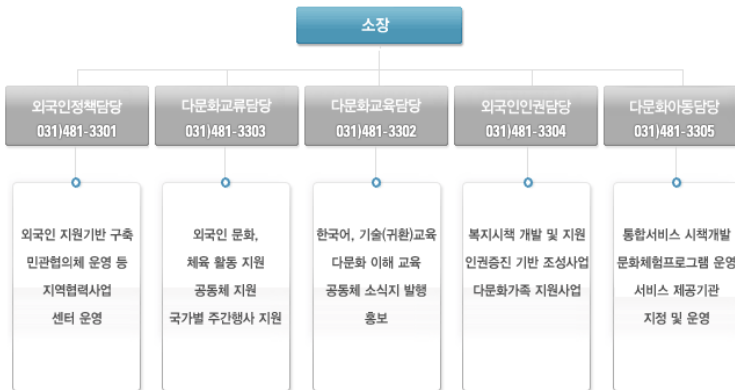 소장
외국인정책담당
031)481-3301
다문화교류담당
031)481-3303
다문화교육담당
031)481-3302
외국인인권담당
031)481-3304
다문화아동담당
031)481-3305
외국인 지원기반 구축
민관협의체 운영 등
지역협력사업
센터 운영
외국인 문화,
체육 활동 지원
공동체 지원
국가별 주간행사 지원
한국어, 기술(귀환)교육
다문화 이해 교육
공동체 소식지 발행
홍보
복지시책 개발 및 지원
인권증진 기반 조성사업
다문화가족 지원사업
통합서비스 시책개발
문화체험프로그램 운영
서비스 제공기관
지정 및 운영